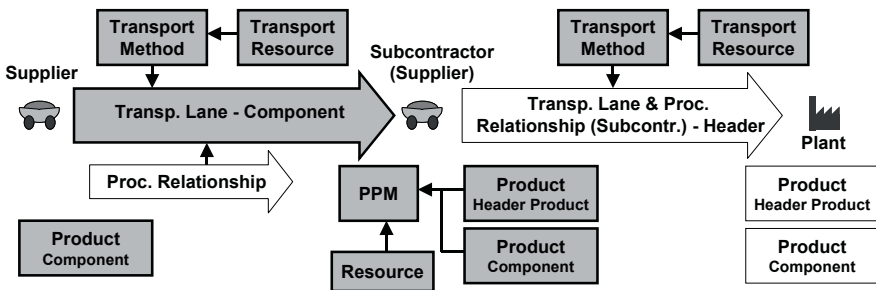 Transport
Method
Transport
Resource
Supplier
Transp. Lane - Component
Proc. Relationship
Subcontractor
(Supplier)
Transport
Method
Transport
Resource
Transp. Lane & Proc.
Relationship (Subcontr.) - Header
Plant
PPM
Product
Header Product
Product
Header Product
Product
Component
Resource
Product
Component
Product
Component